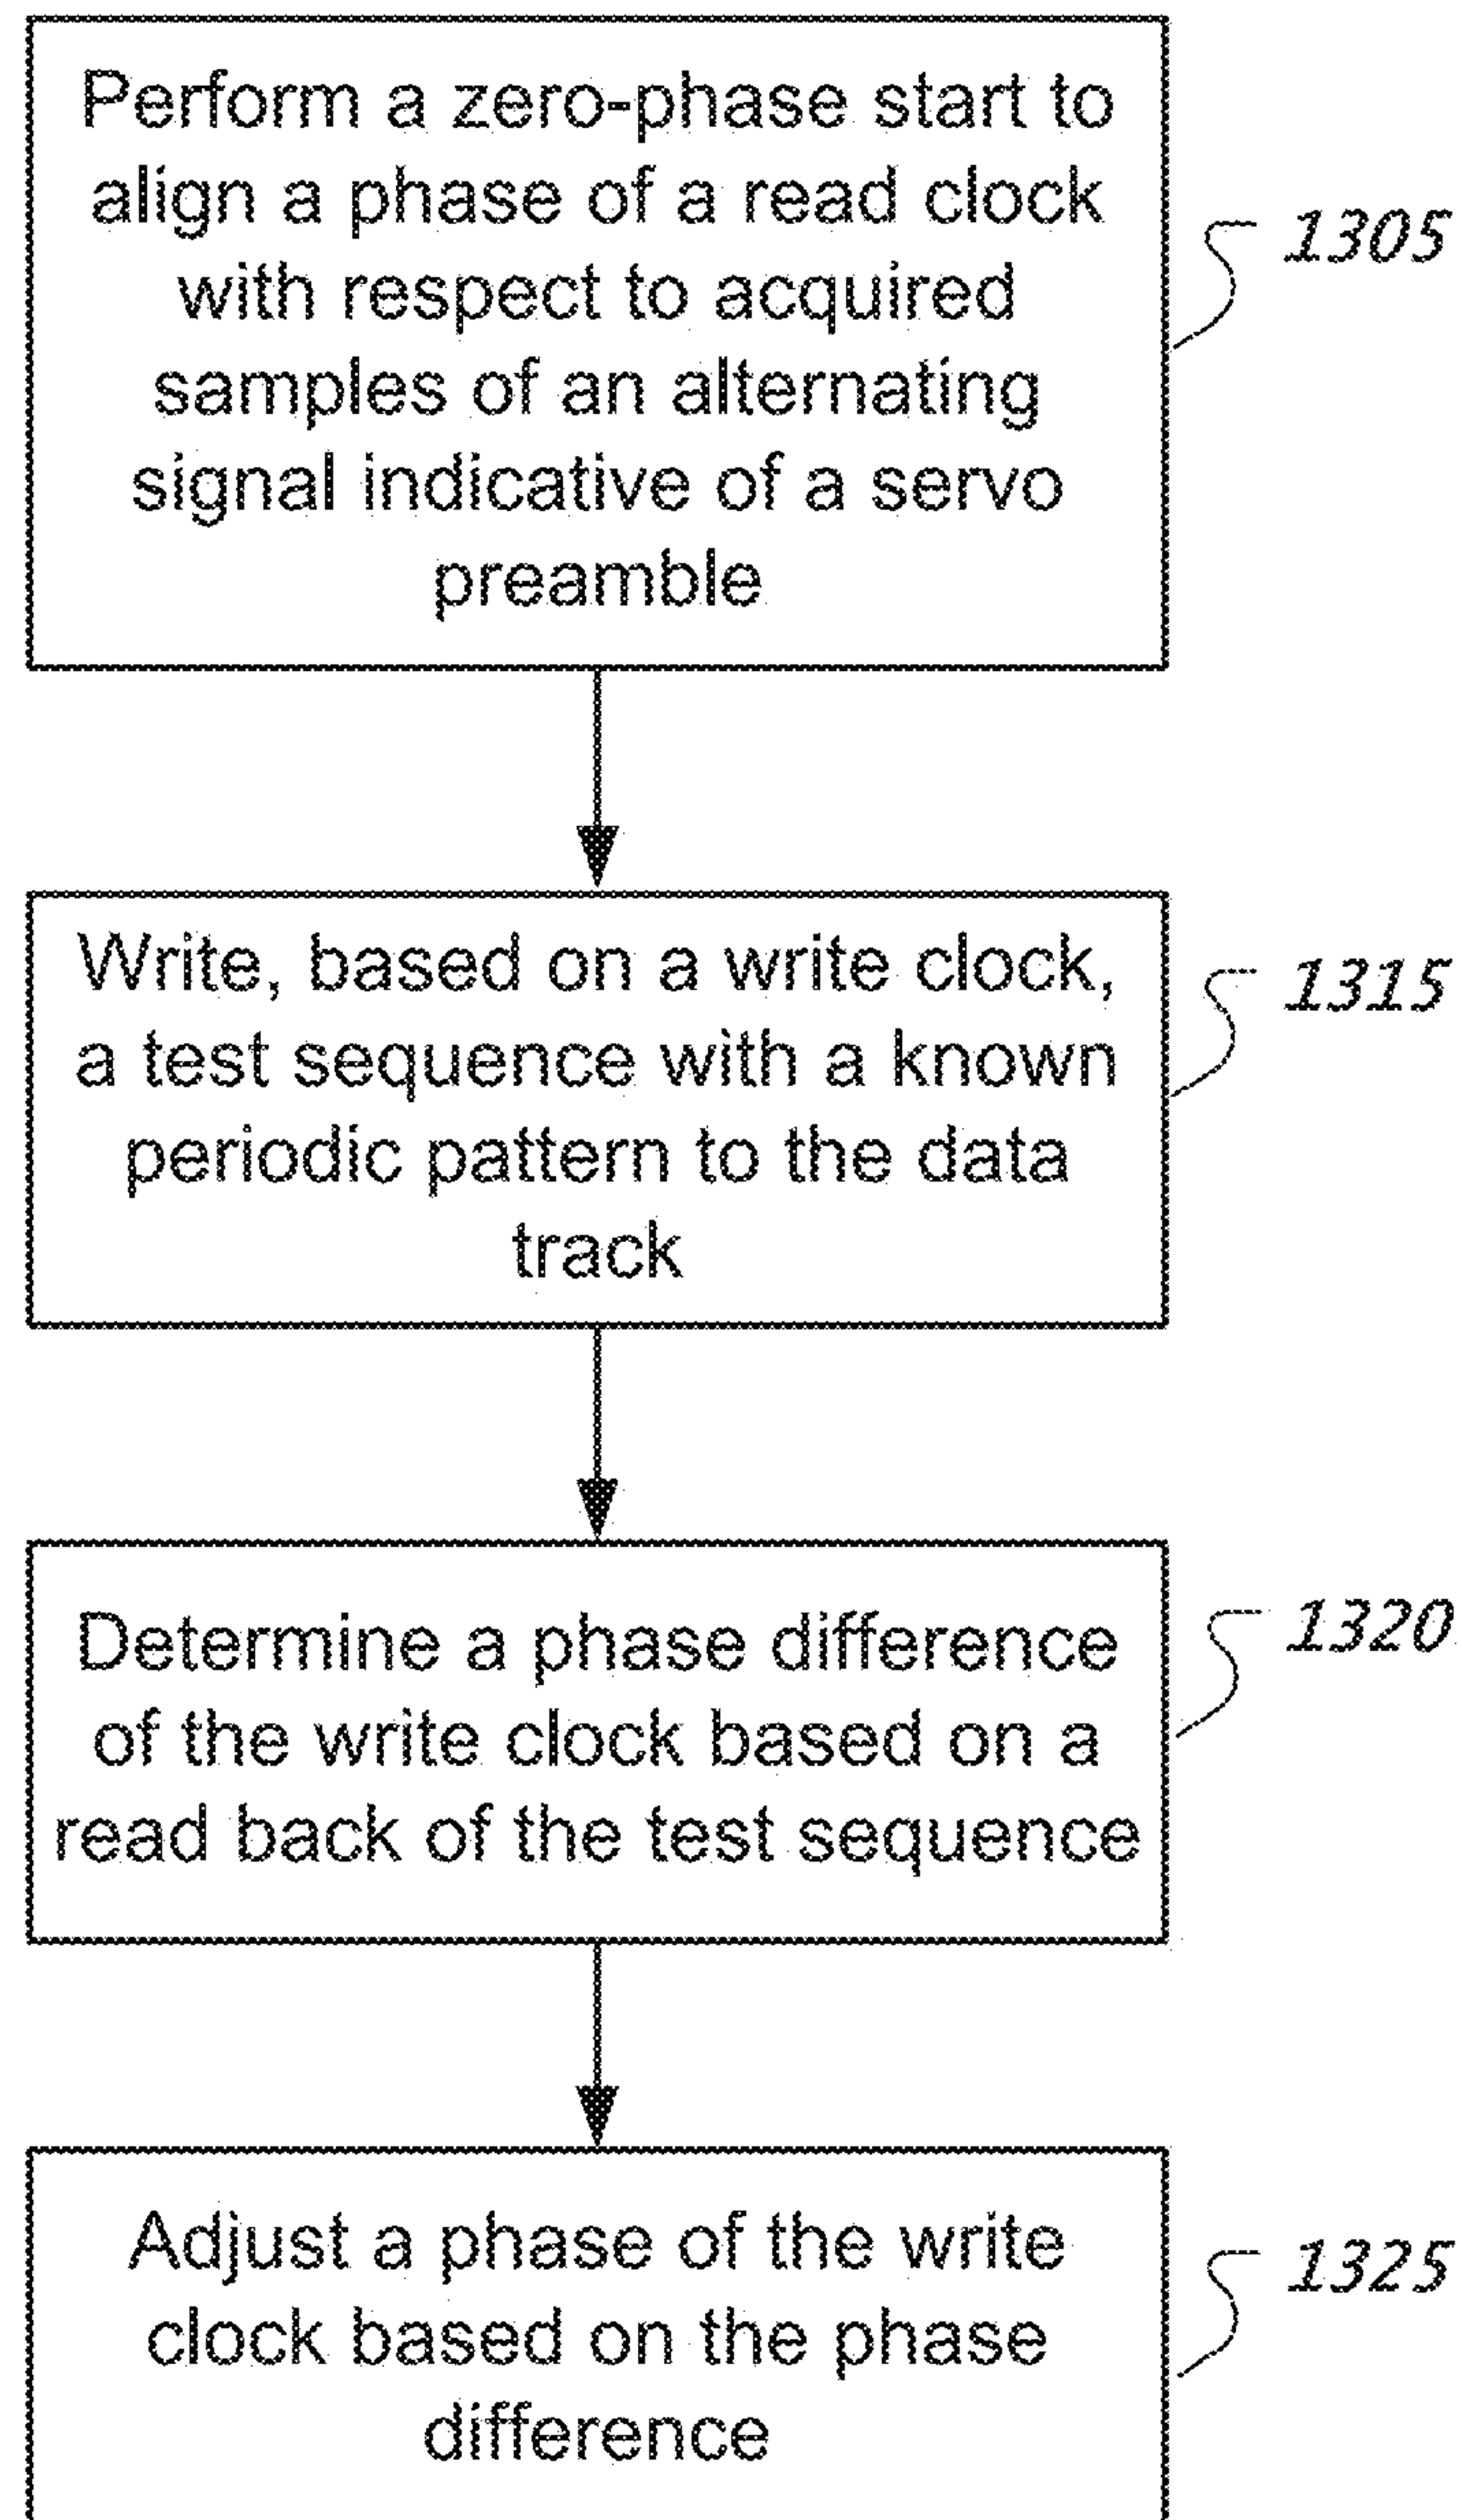 Perform a zero-phase start to
align a phase of a read clock
with respect to acquired
samples of an alternating
signal indicative of a servo
preamble
1305
Write, based on a write clock,
a test sequence with a known
periodic pattern to the data
track
1315
Determine a phase difference
of the write clock based on a
read back of the test sequence
1320
Adjust a phase of the write
clock based on the phase
difference
1325